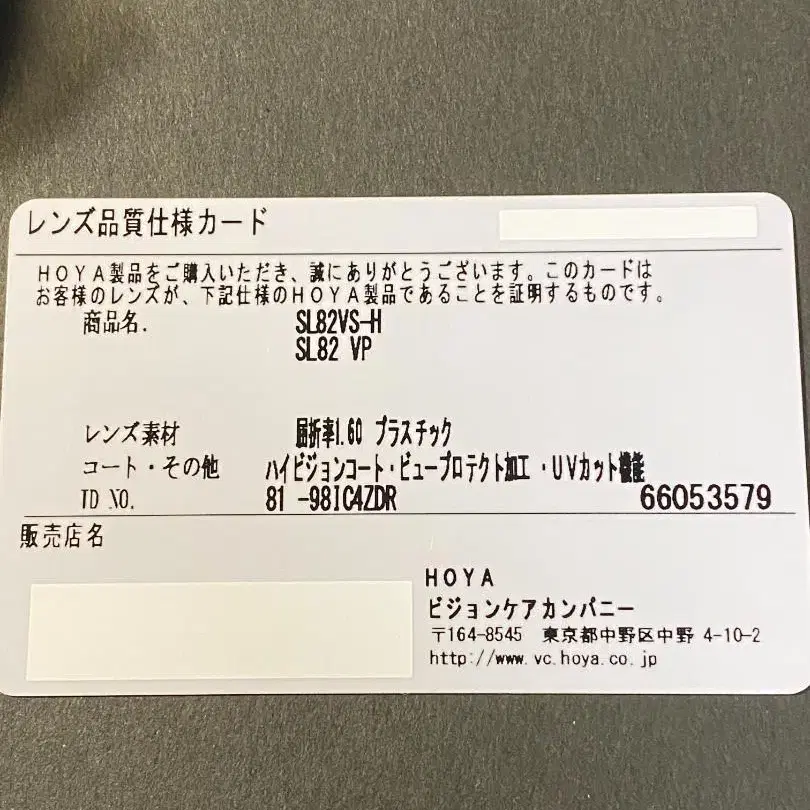 レンズ品質仕様カード
HOYA製品をご購入いただき、誠にありがとうございます。このカードは
お客様のレンズが、下記仕様のHOYA製品であることを証明するものです。
商品名. SL82VS-H
SL82 VP
レンズ素材 屈折率1.60 プラスチック
コート・その他 ハイビジョンコート・ビュープロテクト加工 ・UVカット機能
ID NO. 81 -98IC4ZDR 66053579
販売店名
HOYA
ビジョンケアカンパニー
〒164-8545 東京都中野区中野 4-10-2
http://www.vc.hoya.co.jp